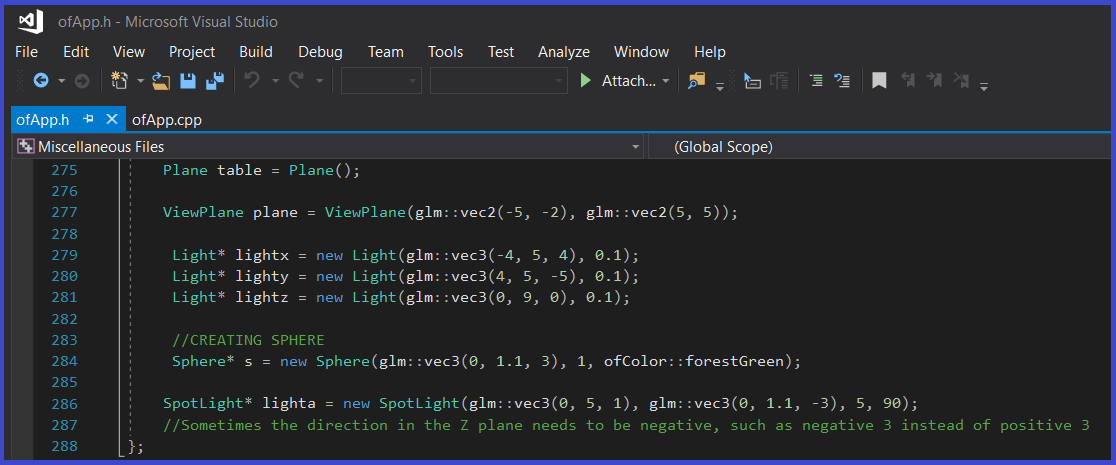 ofApp.h - Microsoft Visual Studio
File Edit View Project Build Debug Team Tools Test Analyze Window Help
Attach...
ofApp.h ofApp.cpp
Miscellaneous Files (Global Scope)
275 Plane table = Plane();
276
277 ViewPlane plane = ViewPlane(glm::vec2(-5, -2), glm::vec2(5, 5));
278
279 Light* lightx = new Light(glm::vec3(-4, 5, 4), 0.1);
280 Light* lighty = new Light(glm::vec3(4, 5, -5), 0.1);
281 Light* lightz = new Light(glm::vec3(0, 9, 0), 0.1);
282
283 //CREATING SPHERE
284 Sphere* s = new Sphere(glm::vec3(0, 1.1, 3), 1, ofColor::forestGreen);
285
286 SpotLight* lighta = new SpotLight(glm::vec3(0, 5, 1), glm::vec3(0, 1.1, -3), 5, 90);
287 //Sometimes the direction in the Z plane needs to be negative, such as negative 3 instead of positive 3
288 };